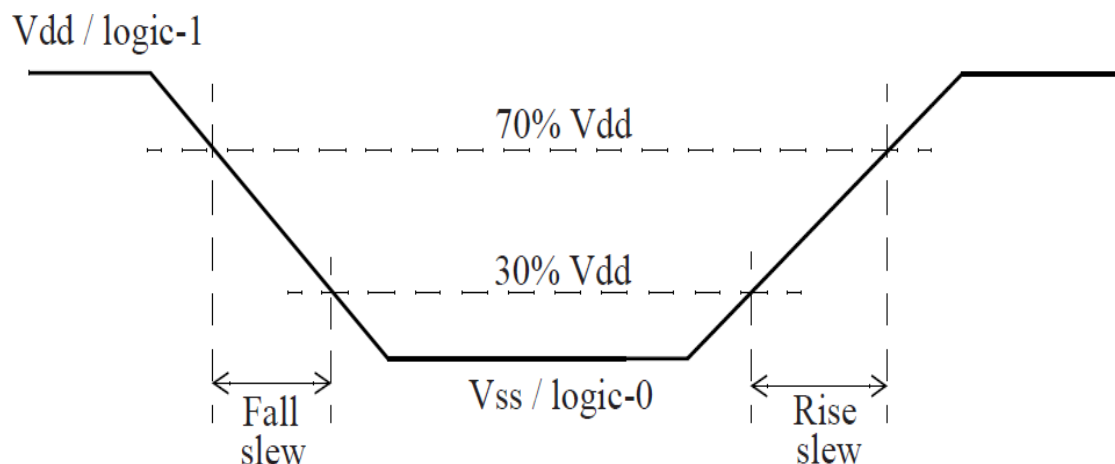 Vdd / logic-1
70% Vdd
30% Vdd
Vss / logic-0
Fall
slew
Rise
slew